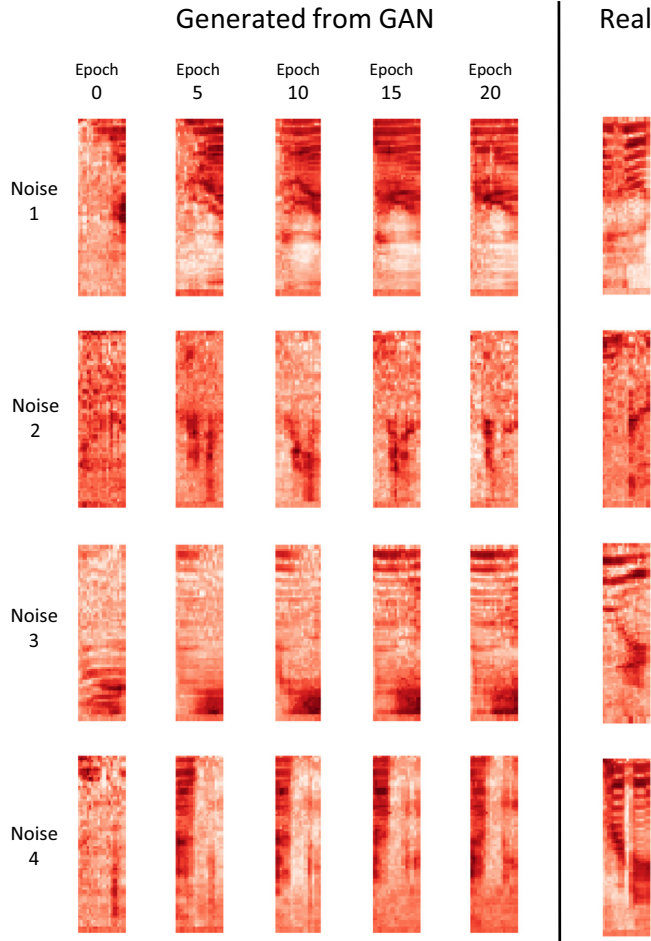 Generated from GAN
Real
Epoch 0
Epoch 5
Epoch 10
Epoch 15
Epoch 20
Noise 1
Noise 2
Noise 3
Noise 4